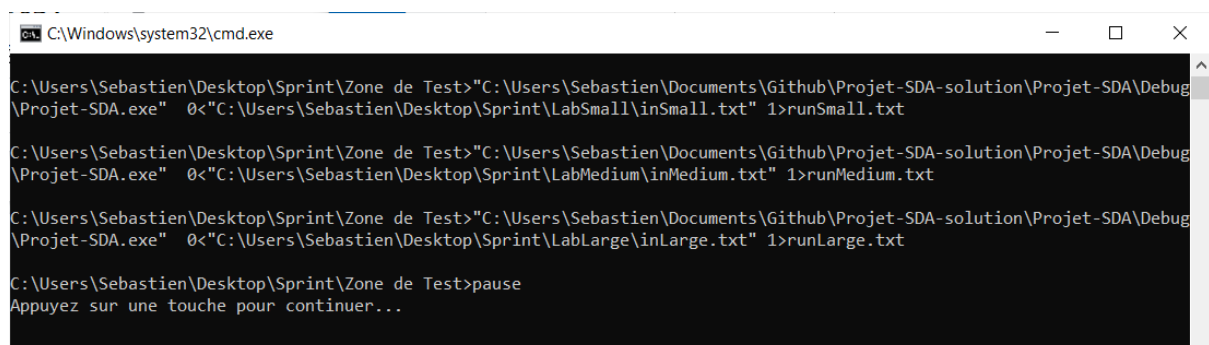 C:\Windows\system32\cmd.exe
C:\Users\Sebastien\Desktop\Sprint\Zone de Test>"C:\Users\Sebastien\Documents\Github\Projet-SDA-solution\Projet-SDA\Debug
\Projet-SDA.exe"  0<"C:\Users\Sebastien\Desktop\Sprint\LabSmall\inSmall.txt" 1>runSmall.txt
C:\Users\Sebastien\Desktop\Sprint\Zone de Test>"C:\Users\Sebastien\Documents\Github\Projet-SDA-solution\Projet-SDA\Debug
\Projet-SDA.exe"  0<"C:\Users\Sebastien\Desktop\Sprint\LabMedium\inMedium.txt" 1>runMedium.txt
C:\Users\Sebastien\Desktop\Sprint\Zone de Test>"C:\Users\Sebastien\Documents\Github\Projet-SDA-solution\Projet-SDA\Debug
\Projet-SDA.exe"  0<"C:\Users\Sebastien\Desktop\Sprint\LabLarge\inLarge.txt" 1>runLarge.txt
C:\Users\Sebastien\Desktop\Sprint\Zone de Test>pause
Appuyez sur une touche pour continuer...